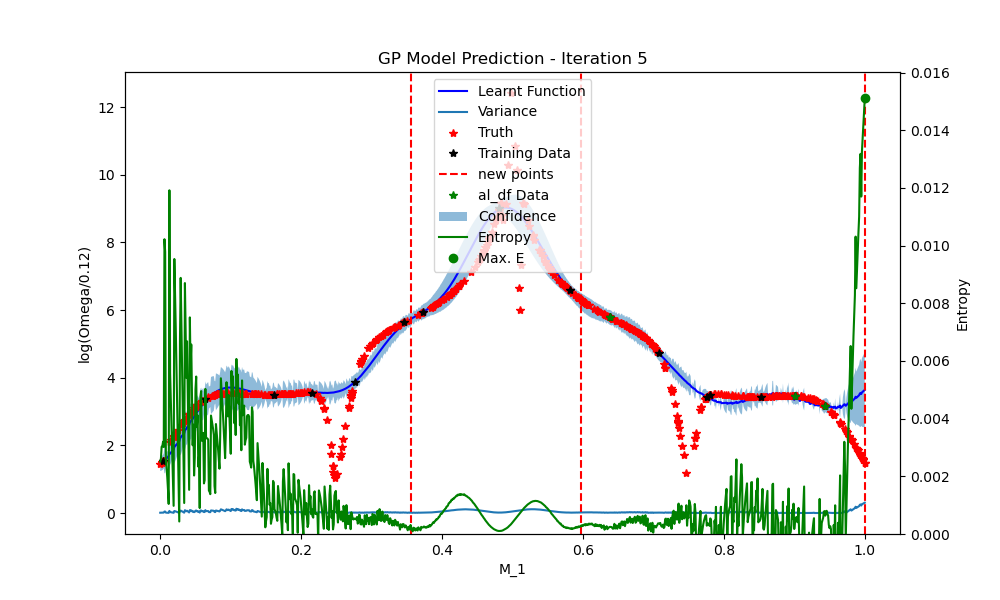 GP Model Prediction - Iteration 5
Learnt Function
Variance
Truth
Training Data
new points
al_df Data
Confidence
Entropy
Max. E
log(Omega/0.12)
12
10
8
6
4
2
0
0.016
0.014
0.012
0.010
0.008
0.006
0.004
0.002
0.000
Entropy
0.0
0.2
0.4
0.6
0.8
1.0
M_1